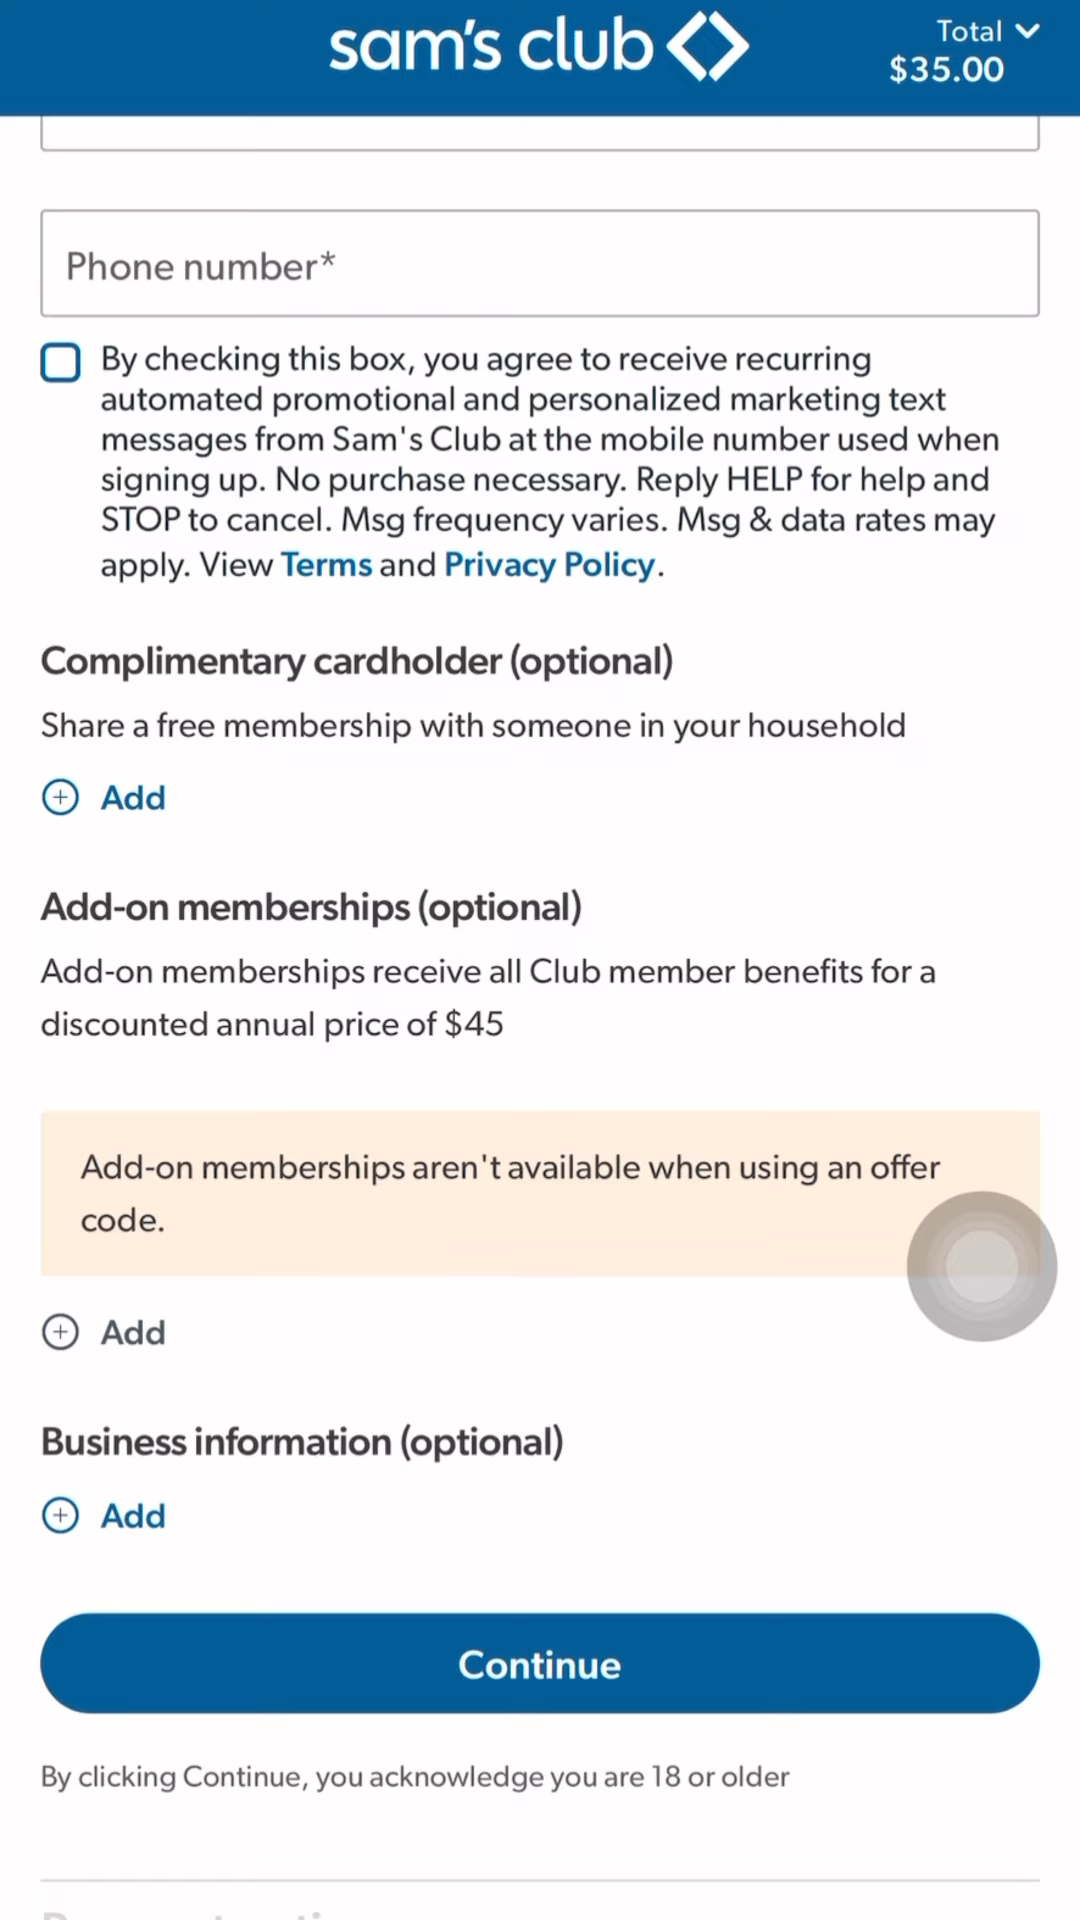 sam's club
Total
$35.00
Phone number*
By checking this box, you agree to receive recurring
automated promotional and personalized marketing text
messages from Sam's Club at the mobile number used when
signing up. No purchase necessary. Reply HELP for help and
STOP to cancel. Msg frequency varies. Msg & data rates may
apply. View Terms and Privacy Policy.
Complimentary cardholder (optional)
Share a free membership with someone in your household
Add
Add-on memberships (optional)
Add-on memberships receive all Club member benefits for a
discounted annual price of $45
Add-on memberships aren't available when using an offer
code.
Add
Business information (optional)
Add
Continue
By clicking Continue, you acknowledge you are 18 or older